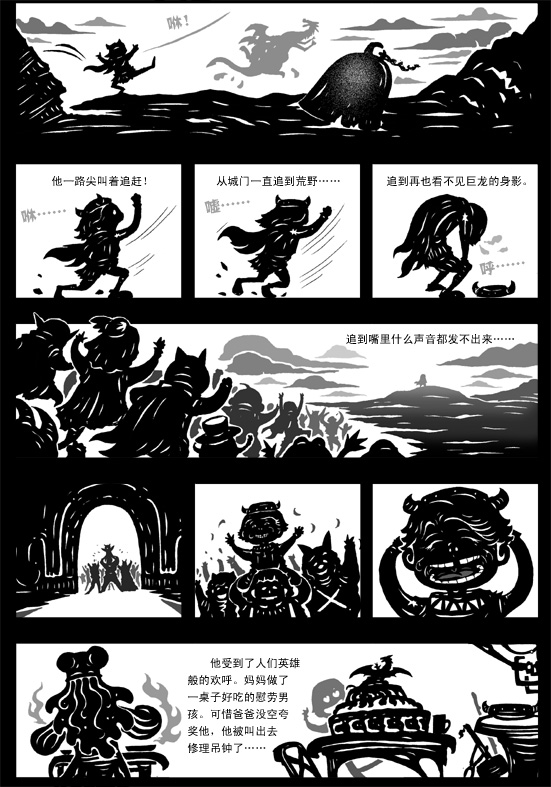 咻！
他一路尖叫着追赶！
咻……
从城门一直追到荒野……
嘘……
追到再也看不见巨龙的身影。
呼……
追到嘴里什么声音都发不出来……
他受到了人们英雄
般的欢呼。妈妈做了
一桌子好吃的慰劳男
孩。可惜爸爸没空夸
奖他，他被叫出去
修理吊钟了……